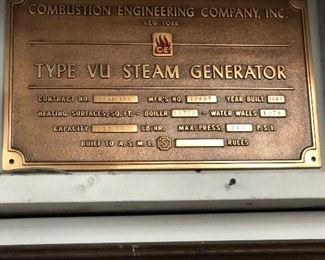 COMBUSTION ENGINEERING COMPANY, INC.
NEW YORK
C-E
TYPE VU STEAM GENERATOR
CONTRACT NO. MFR'S NO. YEAR BUILT
HEATING SURFACES, SQ. FT. - BOILER - WATER WALLS
CAPACITY LB/HR. MAX. PRESS. P.S.I.
BUILT TO A.S.M.E. RULES